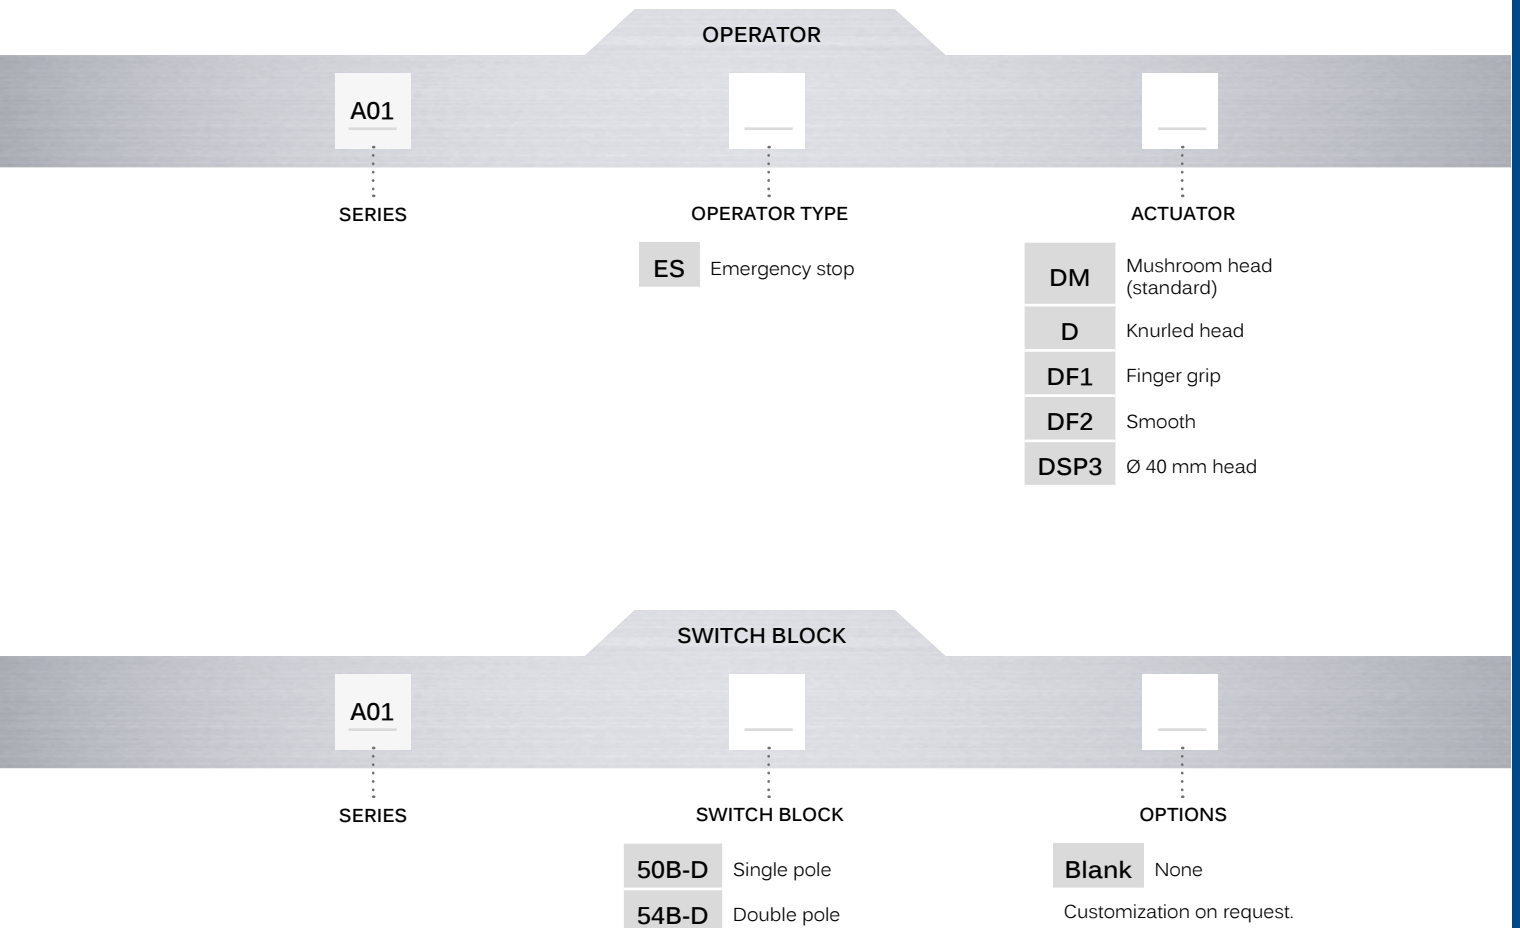 OPERATOR
A01
SERIES
OPERATOR TYPE
ACTUATOR
ES Emergency stop
DM Mushroom head
(standard)
D Knurled head
DF1 Finger grip
DF2 Smooth
DSP3 Ø 40 mm head
SWITCH BLOCK
A01
SERIES
SWITCH BLOCK
OPTIONS
50B-D Single pole
54B-D Double pole
Blank None
Customization on request.